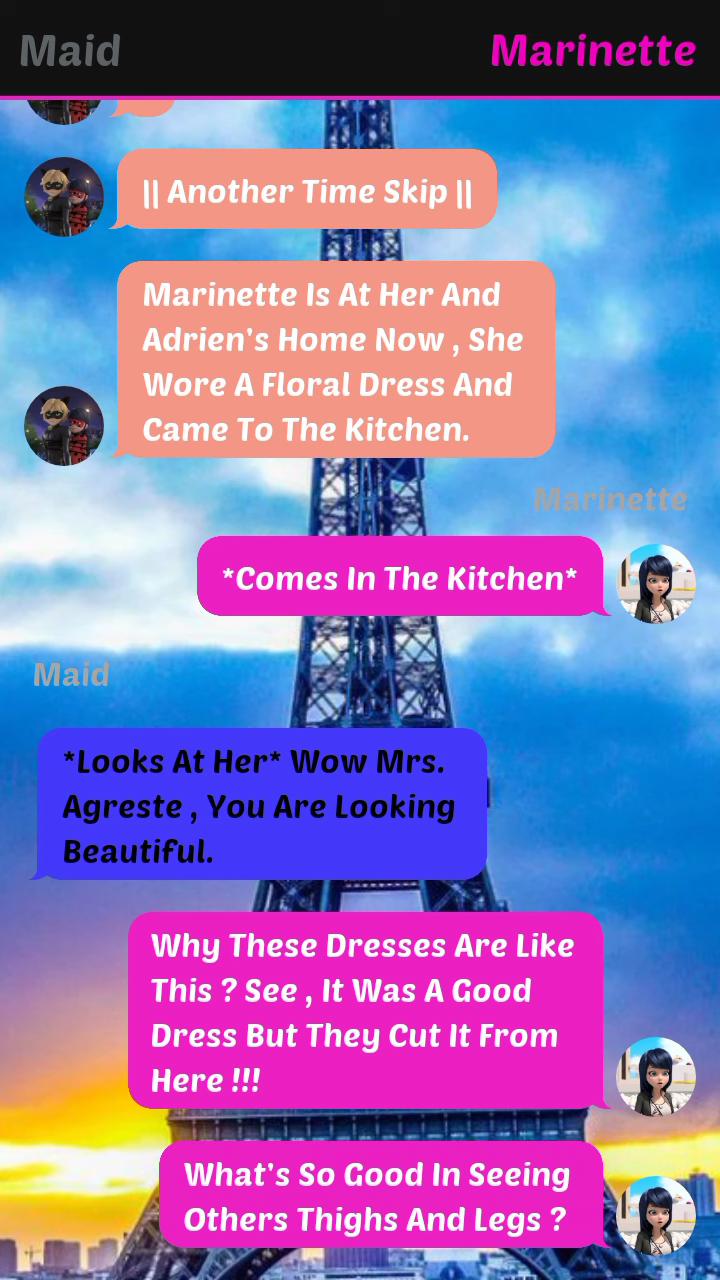 Maid
Marinette
|| Another Time Skip ||
Marinette Is At Her And
Adrien's Home Now , She
Wore A Floral Dress And
Came To The Kitchen.
Marinette
*Comes In The Kitchen*
Maid
*Looks At Her* Wow Mrs.
Agreste , You Are Looking
Beautiful.
Why These Dresses Are Like
This ? See , It Was A Good
Dress But They Cut It From
Here !!!
What's So Good In Seeing
Others Thighs And Legs ?